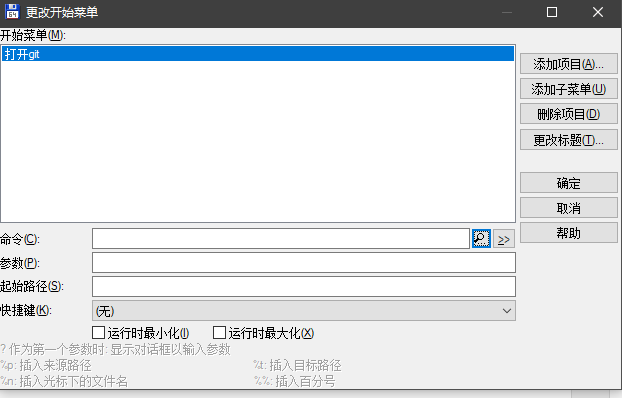 更改开始菜单
开始菜单(M):
打开git
添加项目(A)...
添加子菜单(U)
删除项目(D)
更改标题(T)...
确定
取消
帮助
命令(C):
>>
参数(P):
起始路径(S):
快捷键(K): (无)
运行时最小化(I) 运行时最大化(X)
? 作为第一个参数时: 显示对话框以输入参数
%p: 插入来源路径 %t: 插入目标路径
%n: 插入光标下的文件名 %%: 插入百分号